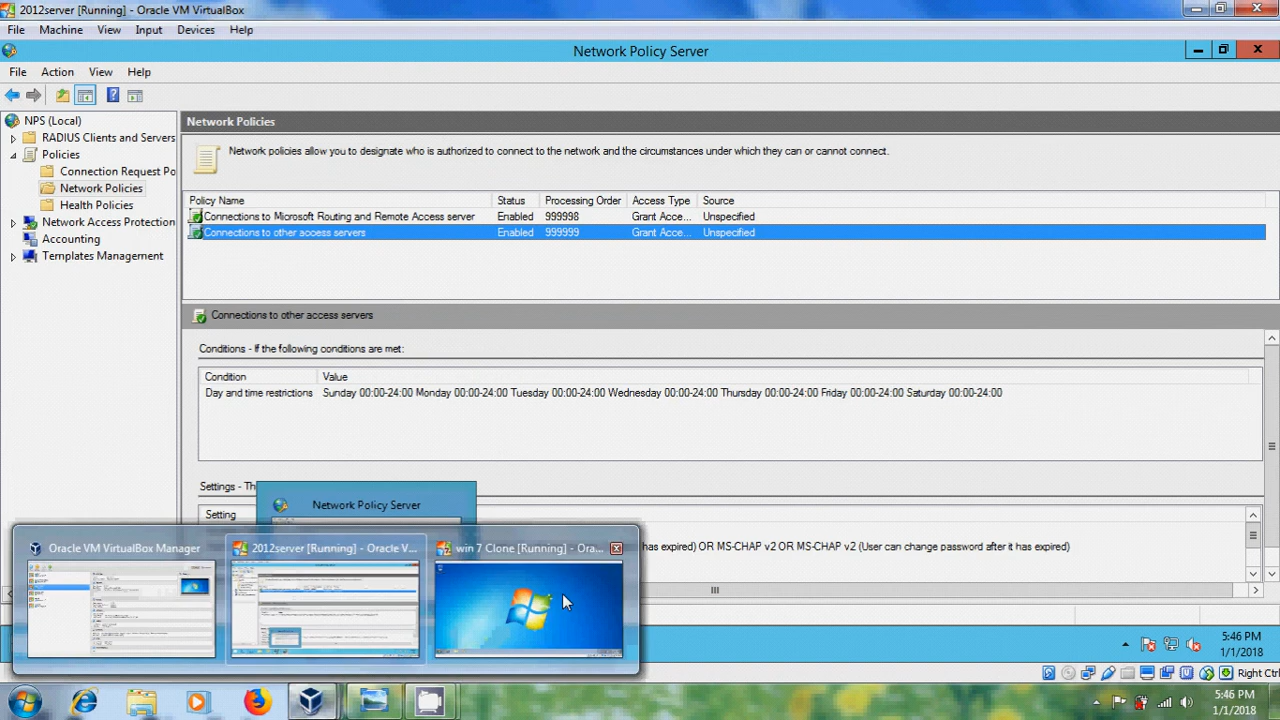 2012server [Running] - Oracle VM VirtualBox
File Machine View Input Devices Help
Network Policy Server
File Action View Help
NPS (Local)
RADIUS Clients and Servers
Policies
Connection Request Po
Network Policies
Health Policies
Network Access Protection
Accounting
Templates Management
Network Policies
Network policies allow you to designate who is authorized to connect to the network and the circumstances under which they can or cannot connect.
Policy Name Status Processing Order Access Type Source
Connections to Microsoft Routing and Remote Access server Enabled 999998 Grant Acce... Unspecified
Connections to other access servers Enabled 999999 Grant Acce... Unspecified
Connections to other access servers
Conditions - If the following conditions are met:
Condition Value
Day and time restrictions Sunday 00:00-24:00 Monday 00:00-24:00 Tuesday 00:00-24:00 Wednesday 00:00-24:00 Thursday 00:00-24:00 Friday 00:00-24:00 Saturday 00:00-24:00
Settings - Th
Setting
Network Policy Server
has expired) OR MS-CHAP v2 OR MS-CHAP v2 (User can change password after it has expired)
Oracle VM VirtualBox Manager
2012server [Running] - Oracle V...
win 7 Clone [Running] - Ora...
5:46 PM
1/1/2018
Right Ctrl
5:46 PM
1/1/2018